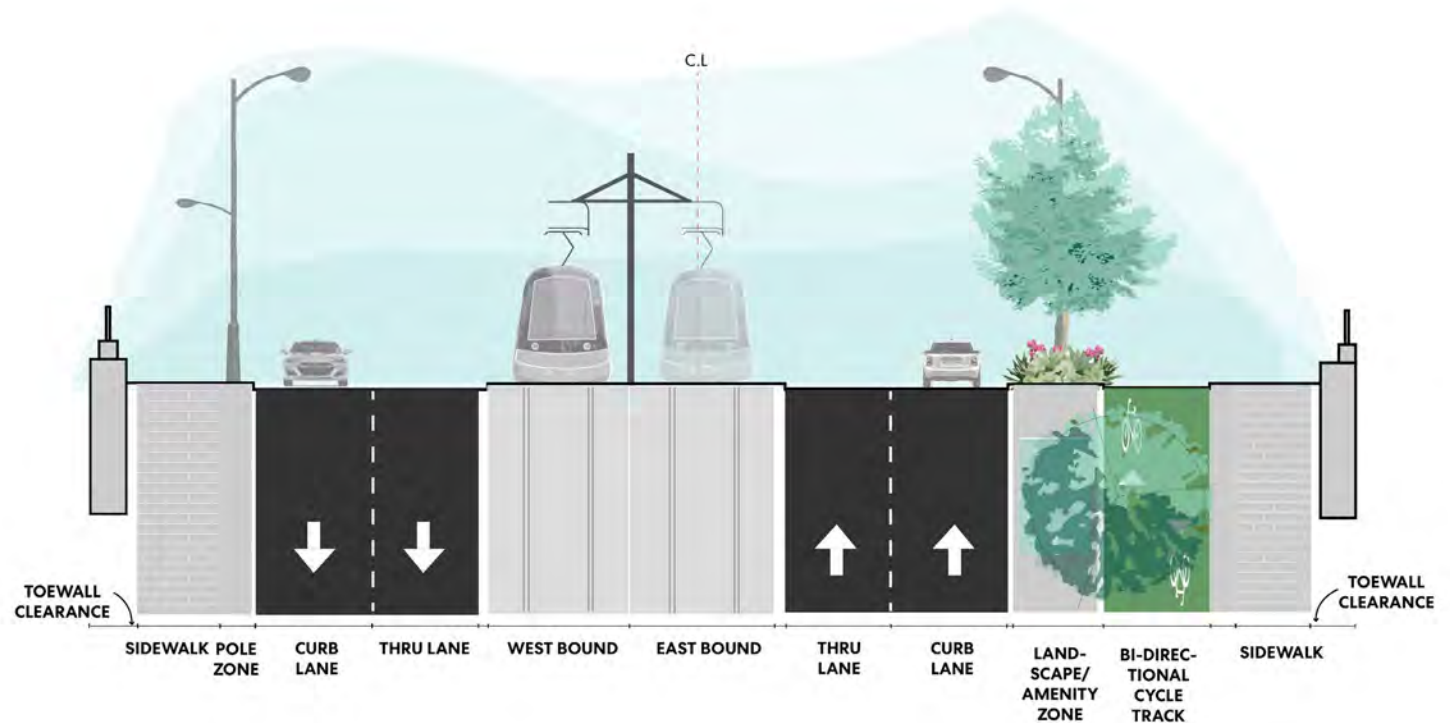 C.L
TOEWALL
CLEARANCE
SIDEWALK
POLE
ZONE
CURB
LANE
THRU LANE
WEST BOUND
EAST BOUND
THRU
LANE
CURB
LANE
LAND-
SCAPE/
AMENITY
ZONE
BI-DIREC-
TIONAL
CYCLE
TRACK
SIDEWALK
TOEWALL
CLEARANCE